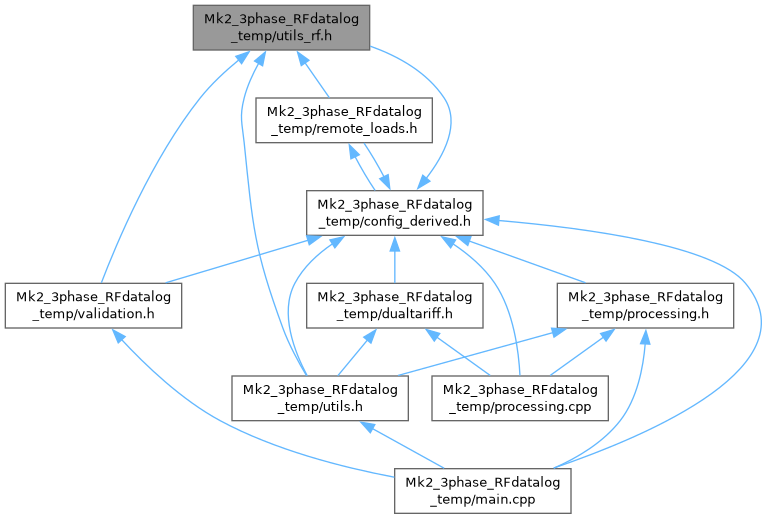 Mk2_3phase_RFdatalog
_temp/utils_rf.h
Mk2_3phase_RFdatalog
_temp/remote_loads.h
Mk2_3phase_RFdatalog
_temp/config_derived.h
Mk2_3phase_RFdatalog
_temp/validation.h
Mk2_3phase_RFdatalog
_temp/dualtariff.h
Mk2_3phase_RFdatalog
_temp/processing.h
Mk2_3phase_RFdatalog
_temp/utils.h
Mk2_3phase_RFdatalog
_temp/processing.cpp
Mk2_3phase_RFdatalog
_temp/main.cpp